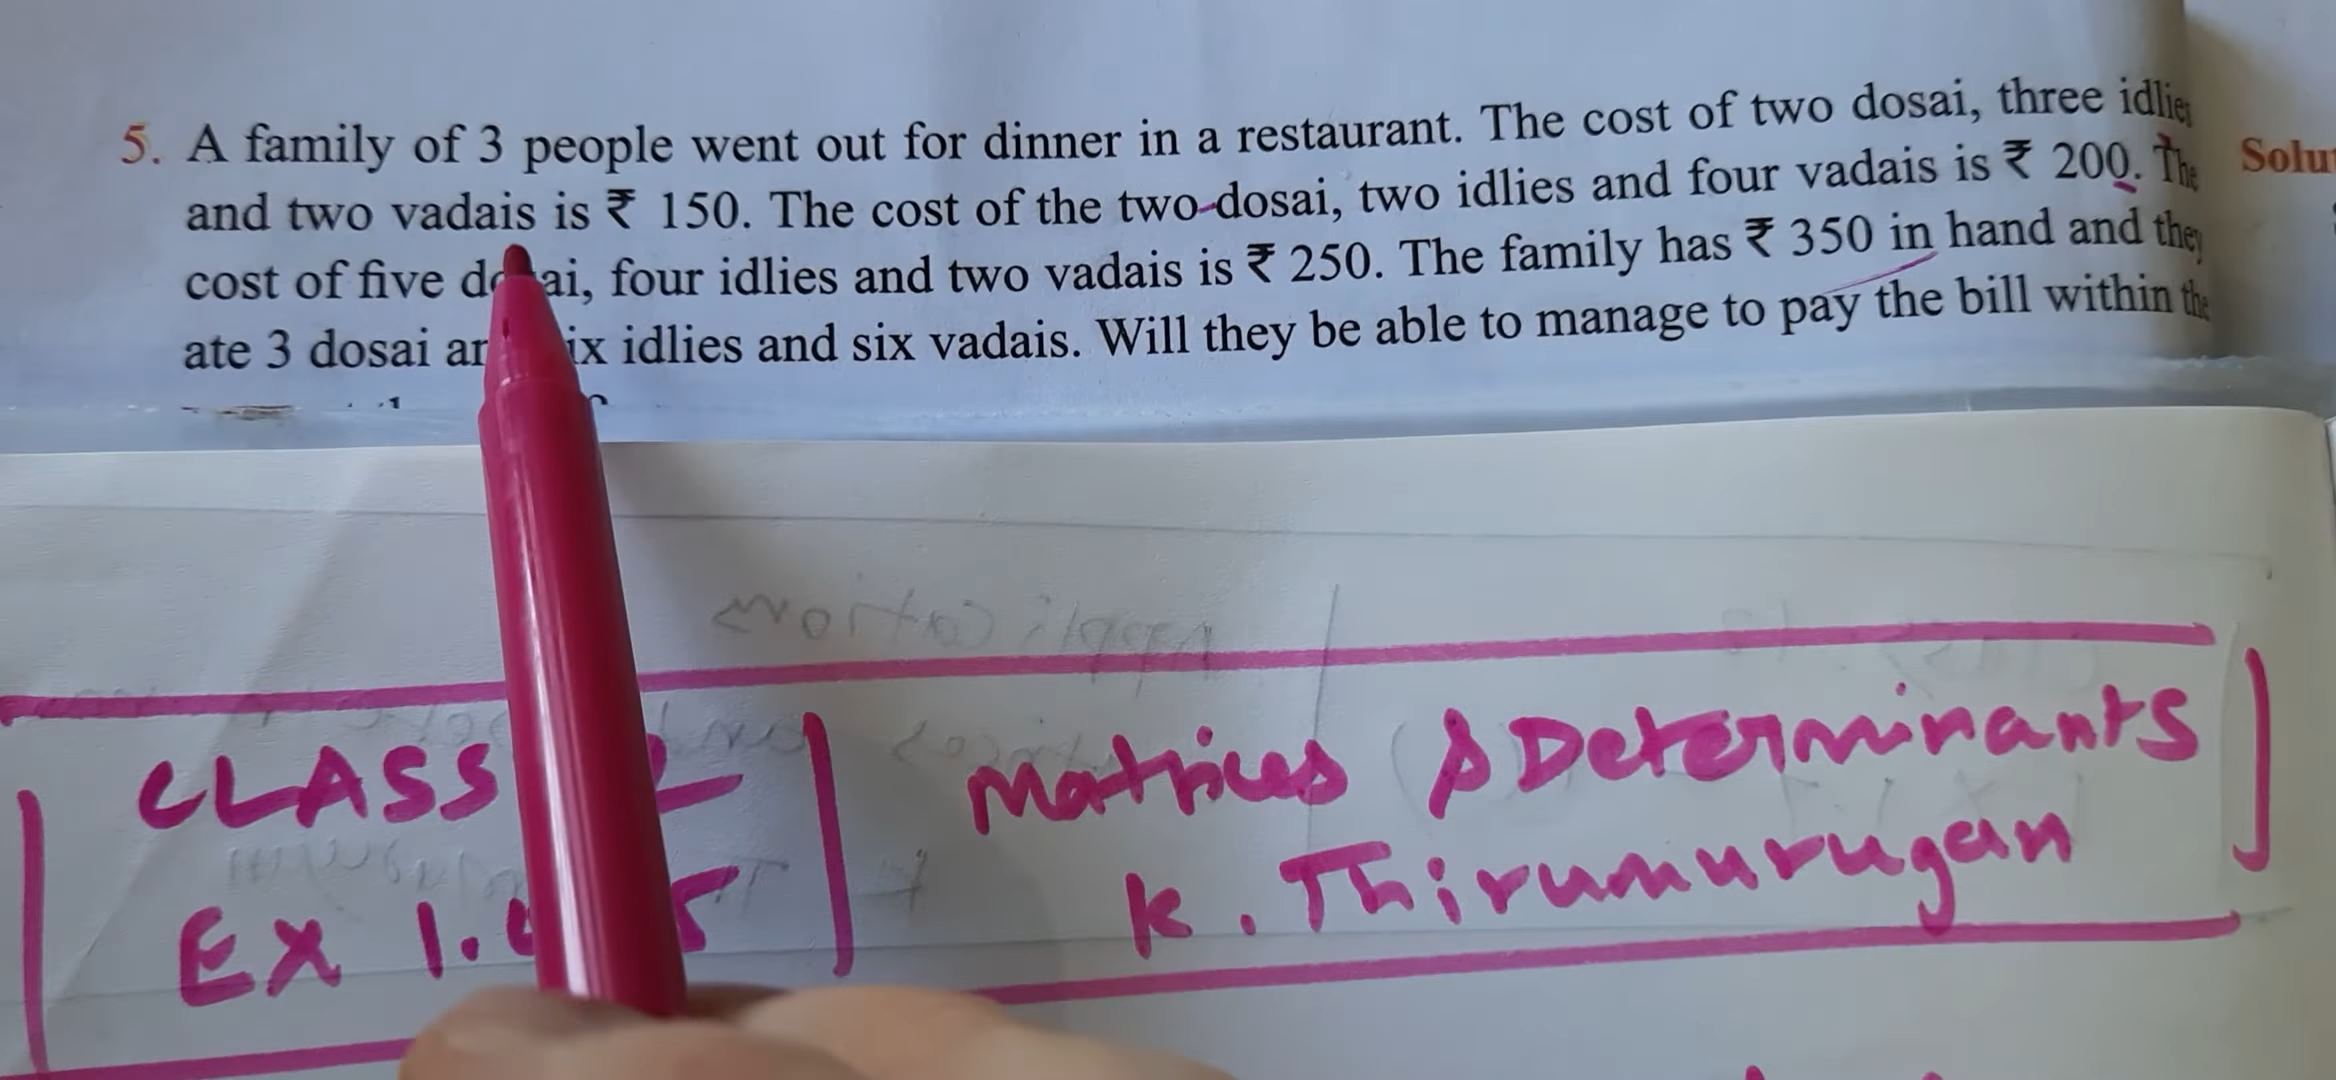 5. A family of 3 people went out for dinner in a restaurant. The cost of two dosai, three idlies
and two vadais is ₹ 150. The cost of the two dosai, two idlies and four vadais is ₹ 200. The
cost of five dosai, four idlies and two vadais is ₹ 250. The family has ₹ 350 in hand and they
ate 3 dosai and six idlies and six vadais. Will they be able to manage to pay the bill within the
Solut
CLASS
Matrices & Determinants
EX 1.
K. Thirumurugan